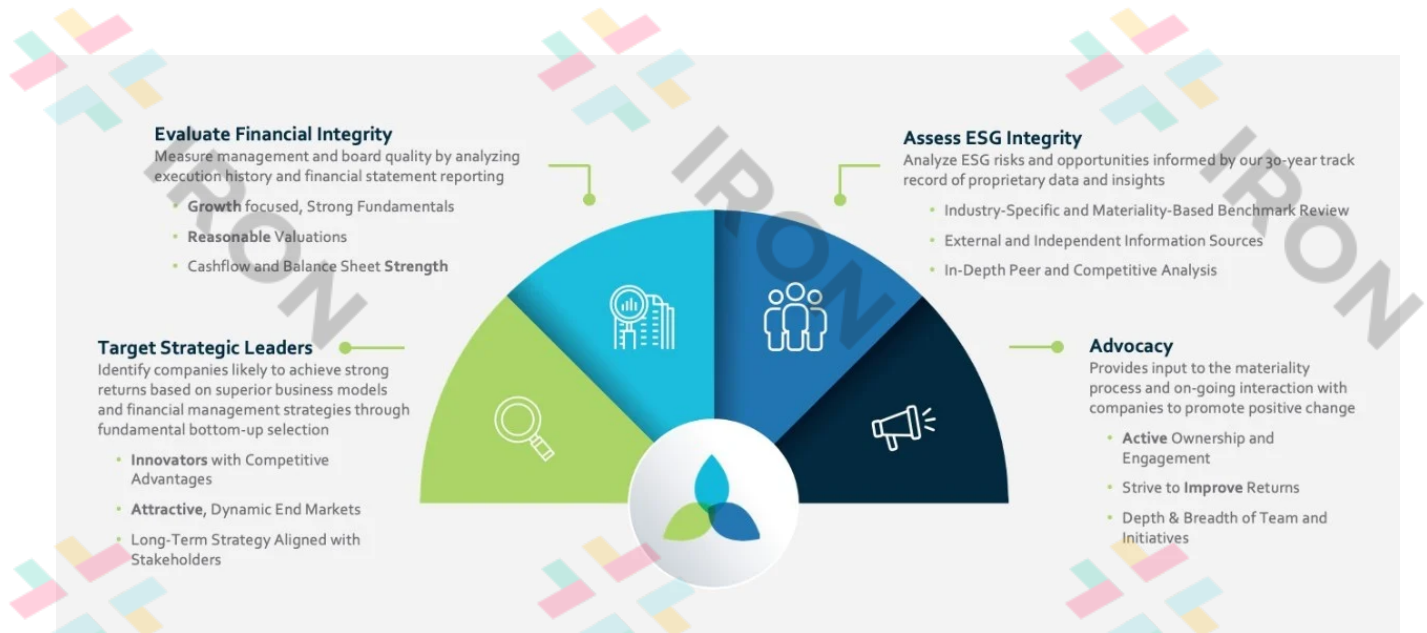 Evaluate Financial Integrity
Measure management and board quality by analyzing
execution history and financial statement reporting
• Growth focused, Strong Fundamentals
• Reasonable Valuations
• Cashflow and Balance Sheet Strength
Assess ESG Integrity
Analyze ESG risks and opportunities informed by our 30-year track
record of proprietary data and insights
• Industry-Specific and Materiality-Based Benchmark Review
• External and Independent Information Sources
• In-Depth Peer and Competitive Analysis
Target Strategic Leaders
Identify companies likely to achieve strong
returns based on superior business models
and financial management strategies through
fundamental bottom-up selection
• Innovators with Competitive
Advantages
• Attractive, Dynamic End Markets
• Long-Term Strategy Aligned with
Stakeholders
Advocacy
Provides input to the materiality
process and on-going interaction with
companies to promote positive change
• Active Ownership and
Engagement
• Strive to Improve Returns
• Depth & Breadth of Team and
Initiatives
IRON
IRON
IRON